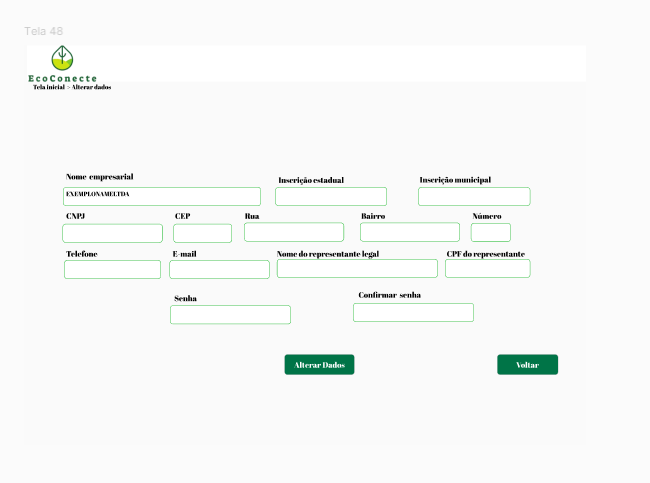 Tela 48
EcoConecte
Tela inicial > Alterar dados
Nome empresarial
Inscrição estadual
Inscrição municipal
EXEMPLONAMELTDA
CNPJ
CEP
Rua
Bairro
Número
Telefone
E-mail
Nome do representante legal
CPF do representante
Senha
Confirmar senha
Alterar Dados
Voltar